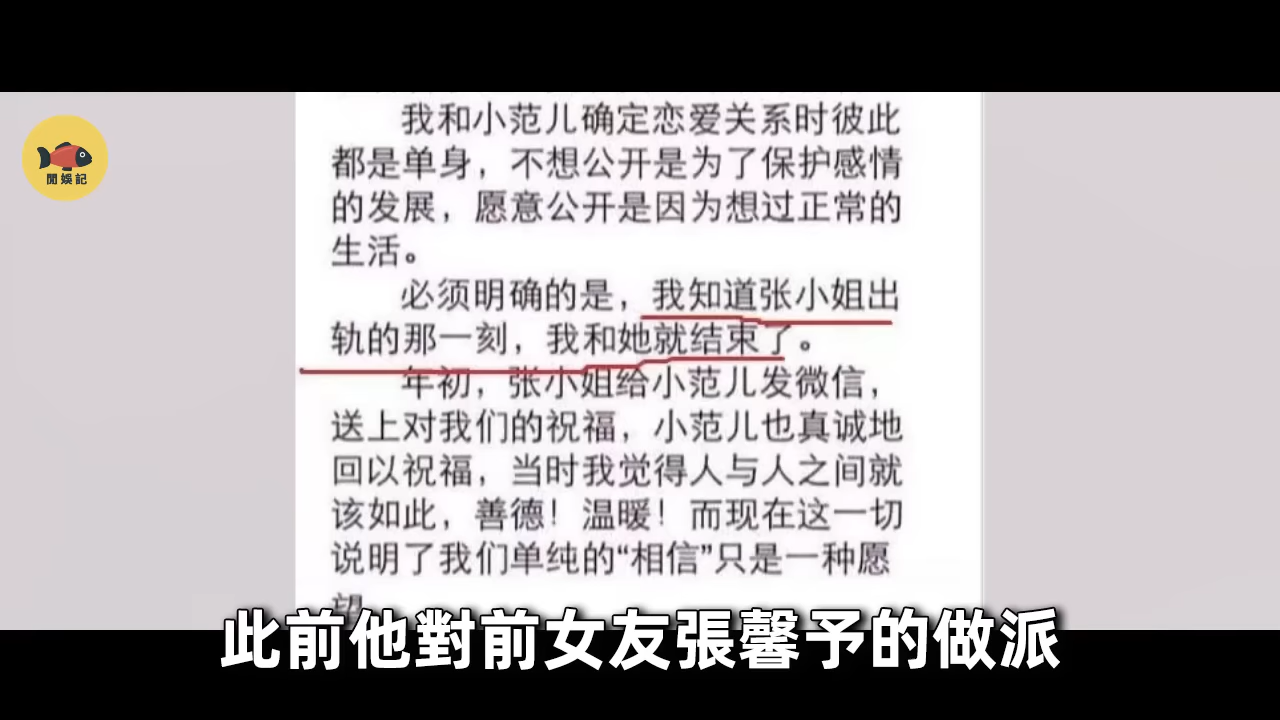 聞娛記
我和小范儿确定恋爱关系时彼此
都是单身，不想公开是为了保护感情
的发展，愿意公开是因为想过正常的
生活。
必须明确的是，我知道张小姐出
轨的那一刻，我和她就结束了。
年初，张小姐给小范儿发微信，
送上对我们的祝福，小范儿也真诚地
回以祝福，当时我觉得人与人之间就
该如此，善德！温暖！而现在这一切
说明了我们单纯的“相信”只是一种愿
望
此前他對前女友張馨予的做派